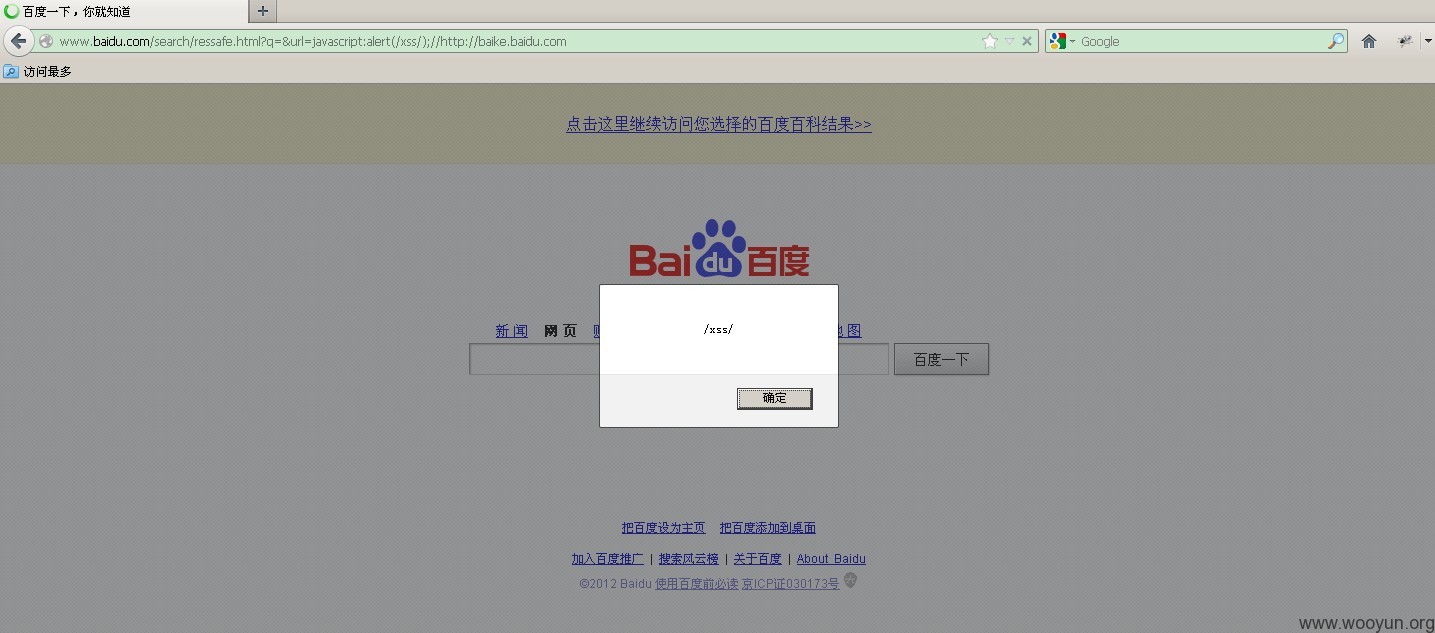 百度一下，你就知道
www.baidu.com/search/ressafe.html?q=&url=javascript:alert(/xss/);//http://baike.baidu.com
Google
访问最多
点击这里继续访问您选择的百度百科结果>>
Bai du 百度
新闻 网页 地图
百度一下
/xss/
确定
把百度设为主页 把百度添加到桌面
加入百度推广 | 搜索风云榜 | 关于百度 | About Baidu
©2012 Baidu 使用百度前必读 京ICP证030173号
www.wooyun.org